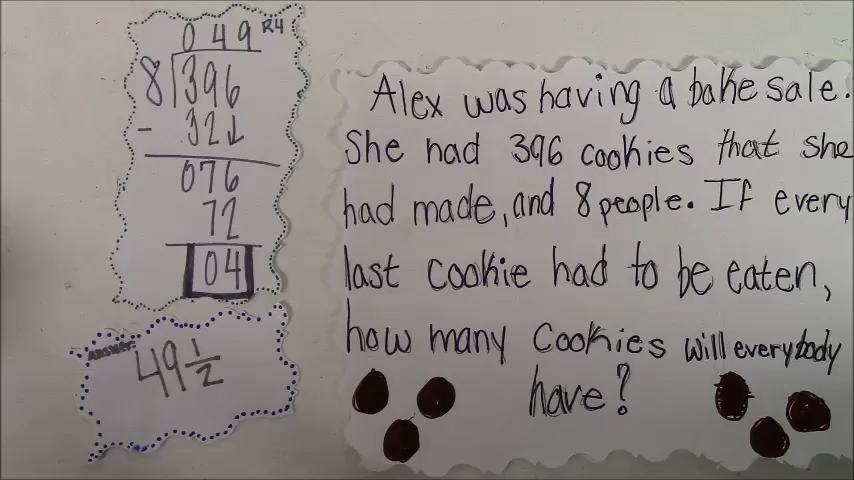 049 R4
8 396
- 32↓
076
72
04
Answer:
49 1/2
Alex was having a bake sale.
She had 396 cookies that she
had made, and 8 people. If every
last cookie had to be eaten,
how many cookies will everybody
have?